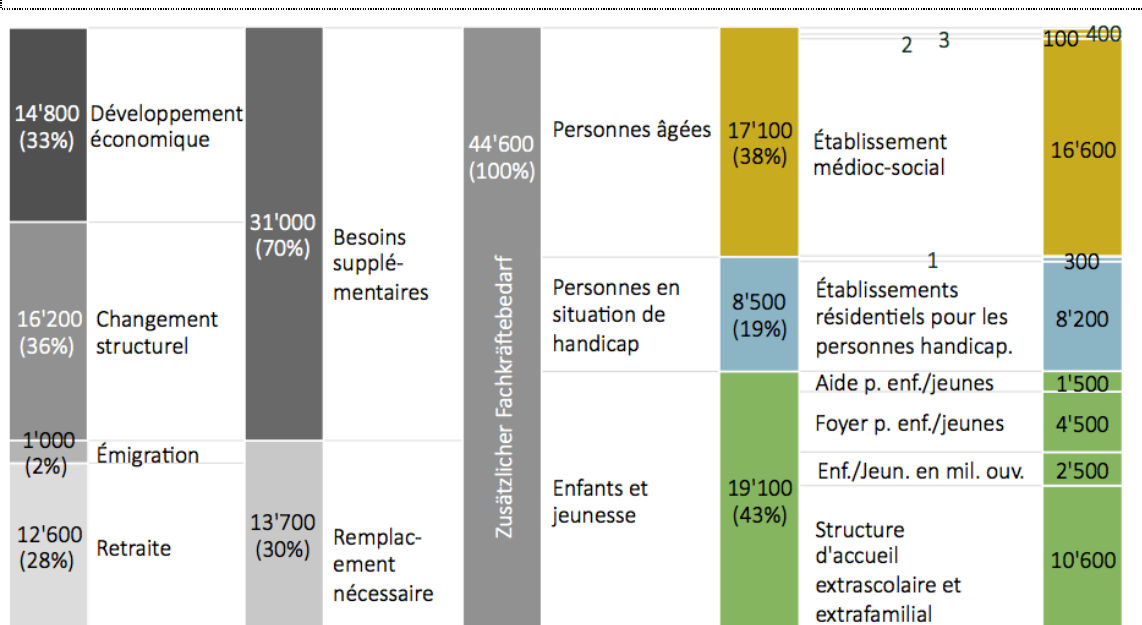 14'800
(33%)
Développement
économique
16'200
(36%)
Changement
structurel
1'000
(2%)
Émigration
12'600
(28%)
Retraite
31'000
(70%)
Besoins
supplé-
mentaires
13'700
(30%)
Remplac-
ement
nécessaire
44'600
(100%)
Zusätzlicher Fachkräftebedarf
Personnes âgées
17'100
(38%)
Personnes en
situation de
handicap
8'500
(19%)
Enfants et
jeunesse
19'100
(43%)
2 3
100 400
Établissement
médioc-social
16'600
1
300
Établissements
résidentiels pour les
personnes handicap.
8'200
Aide p. enf./jeunes
1'500
Foyer p. enf./jeunes
4'500
Enf./Jeun. en mil. ouv.
2'500
Structure
d'accueil
extrascolaire et
extrafamilial
10'600